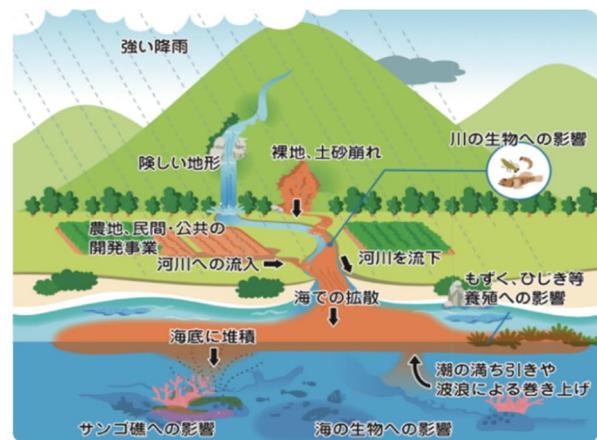 強い降雨
川の生物への影響
険しい地形
裸地、土砂崩れ
農地、民間・公共の
開発事業
河川への流入
河川を流下
もずく、ひじき等
養殖への影響
海での拡散
海底に堆積
潮の満ち引きや
波浪による巻き上げ
サンゴ礁への影響
海の生物への影響